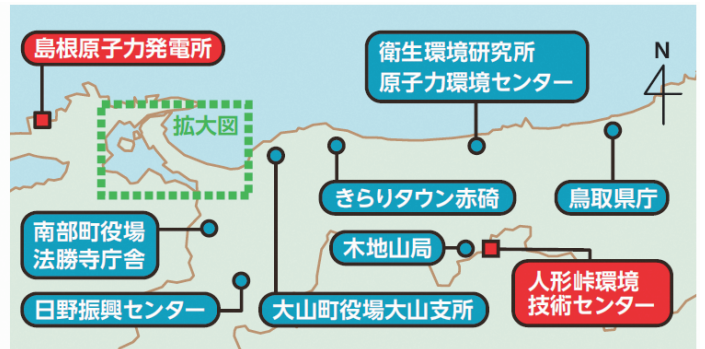 島根原子力発電所
衛生環境研究所
原子力環境センター
N
拡大図
きらりタウン赤碕
鳥取県庁
南部町役場
法勝寺庁舎
木地山局
人形峠環境
技術センター
日野振興センター
大山町役場大山支所